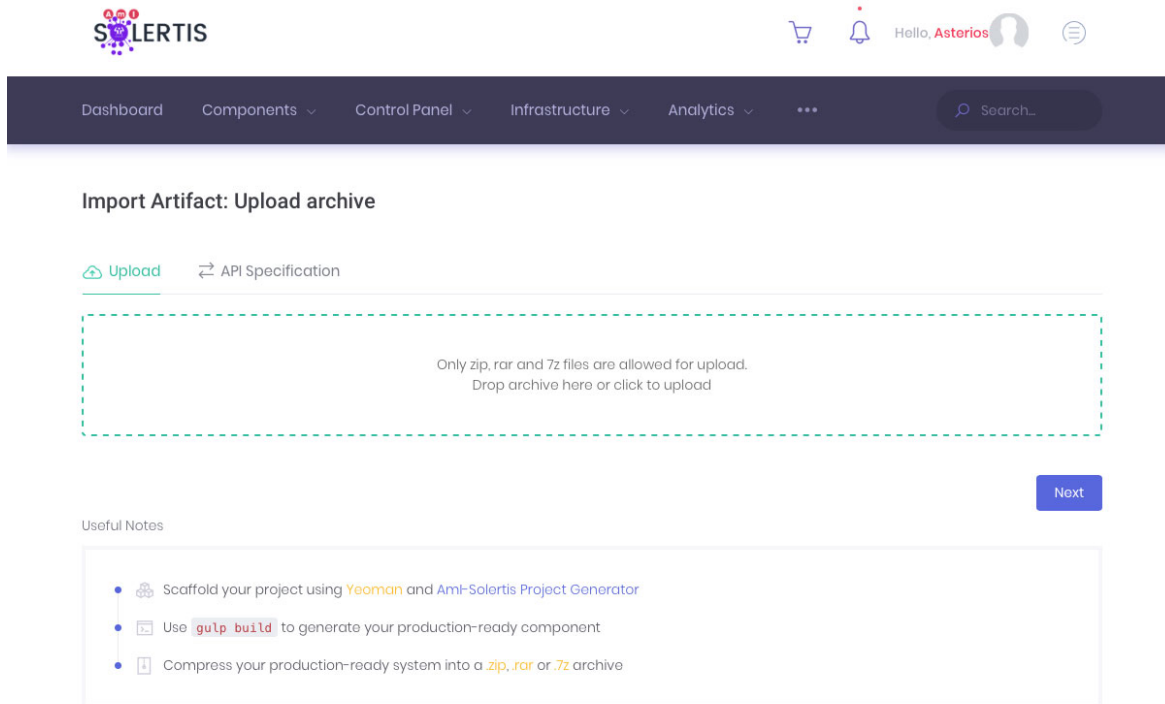 AmI
SOLERTIS
Hello, Asterios
Dashboard Components Control Panel Infrastructure Analytics ••• Search...
Import Artifact: Upload archive
Upload API Specification
Only zip, rar and 7z files are allowed for upload.
Drop archive here or click to upload
Next
Useful Notes
Scaffold your project using Yeoman and AmI-Solertis Project Generator
Use gulp build to generate your production-ready component
Compress your production-ready system into a .zip, .rar or .7z archive